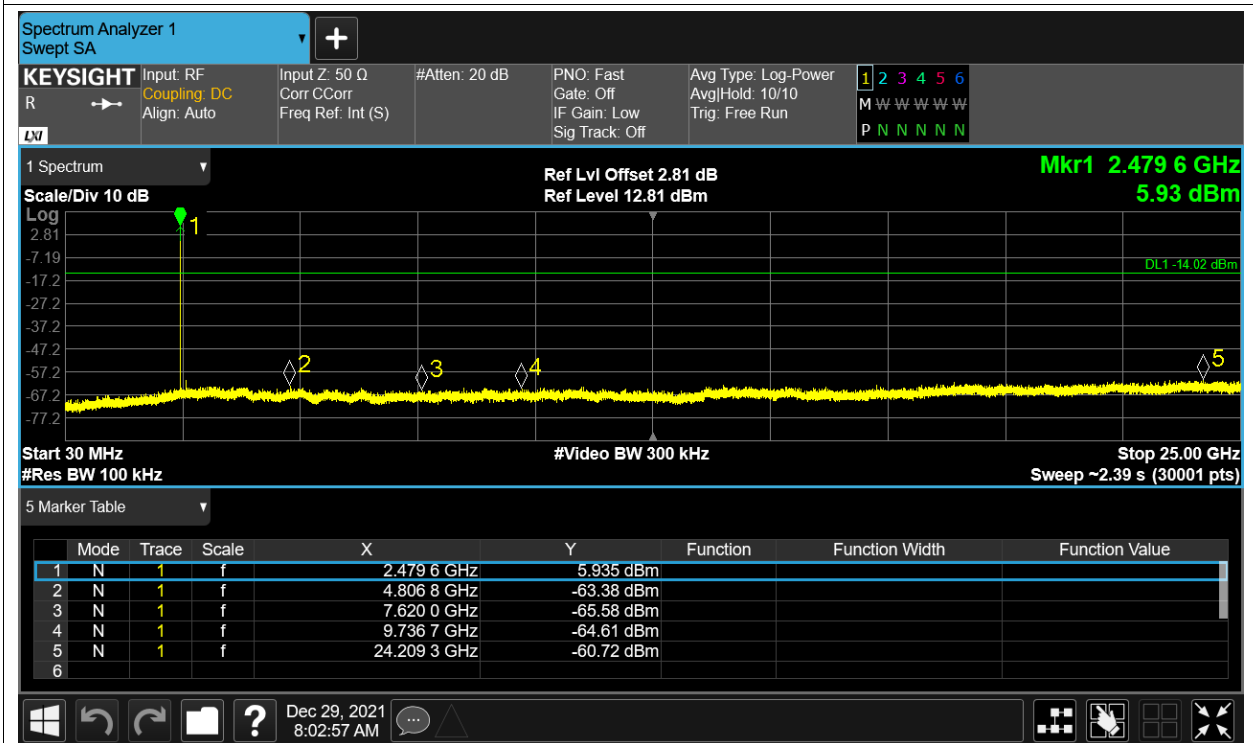 Spectrum Analyzer 1
Swept SA
KEYSIGHT Input: RF Input Z: 50 Ω #Atten: 20 dB PNO: Fast Avg Type: Log-Power 1 2 3 4 5 6
R Coupling: DC Corr CCorr Gate: Off Avg|Hold: 10/10 M W W W W W
Align: Auto Freq Ref: Int (S) IF Gain: Low Trig: Free Run
LXI Sig Track: Off P N N N N N
1 Spectrum Ref Lvl Offset 2.81 dB Mkr1 2.479 6 GHz
Scale/Div 10 dB Ref Level 12.81 dBm 5.93 dBm
Log
1
2.81
-7.19
DL1 -14.02 dBm
-17.2
-27.2
-37.2
-47.2
2 3 4 5
-57.2
-67.2
-77.2
Start 30 MHz #Video BW 300 kHz Stop 25.00 GHz
#Res BW 100 kHz Sweep ~2.39 s (30001 pts)
5 Marker Table
Mode Trace Scale X Y Function Function Width Function Value
1 N 1 f 2.479 6 GHz 5.935 dBm
2 N 1 f 4.806 8 GHz -63.38 dBm
3 N 1 f 7.620 0 GHz -65.58 dBm
4 N 1 f 9.736 7 GHz -64.61 dBm
5 N 1 f 24.209 3 GHz -60.72 dBm
6
? Dec 29, 2021
8:02:57 AM